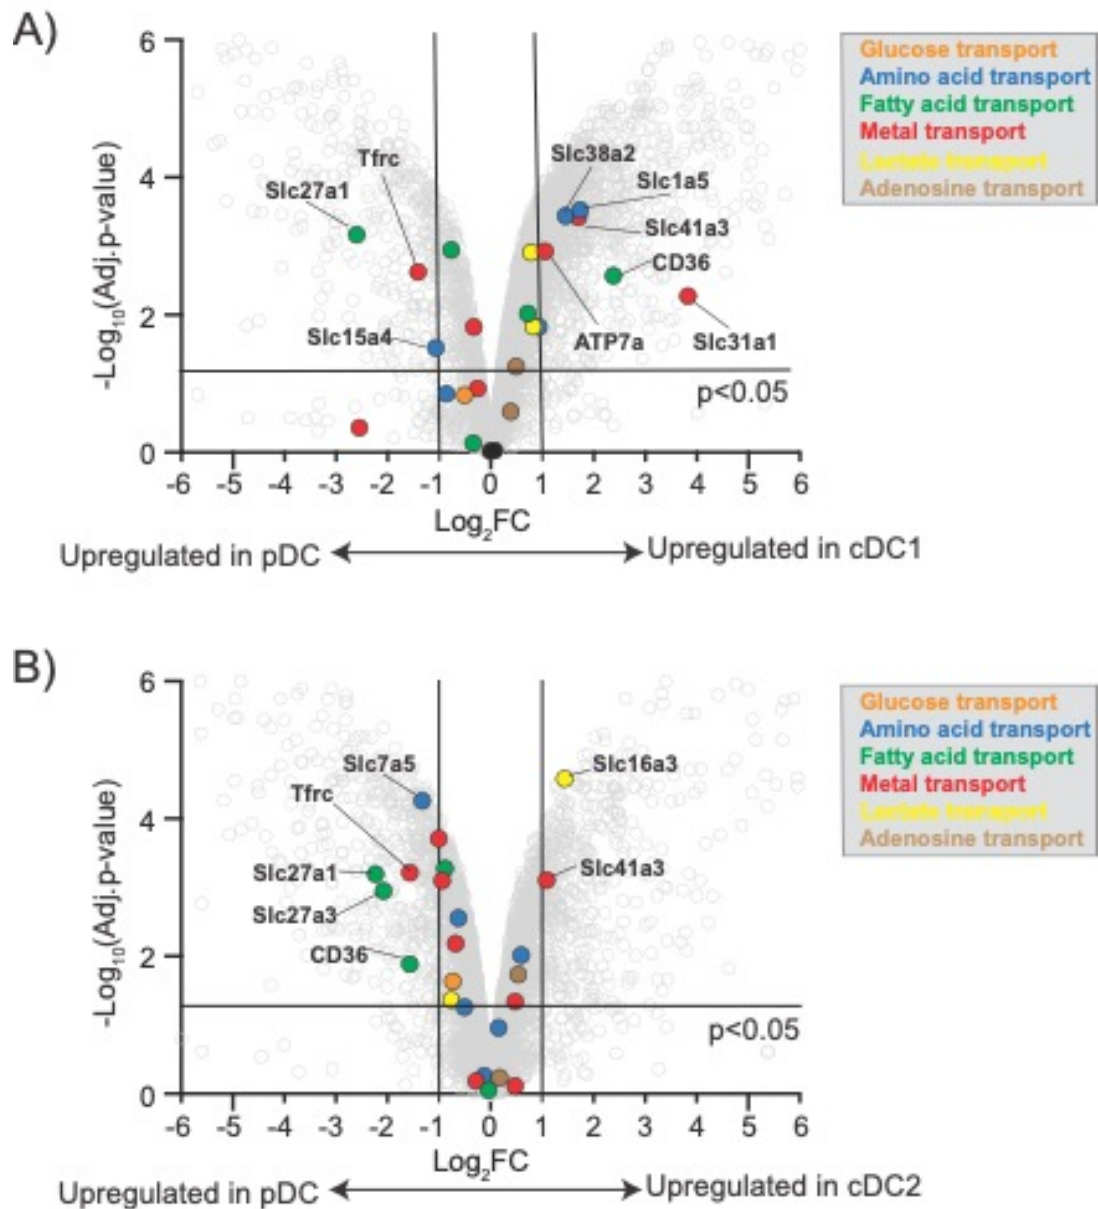 A)
6
4
2
0
-Log10(Adj.p-value)
Slc27a1
Tfrc
Slc15a4
Slc38a2
Slc1a5
Slc41a3
CD36
ATP7a
Slc31a1
p<0.05
-6 -5 -4 -3 -2 -1 0 1 2 3 4 5 6
Log2FC
Upregulated in pDC
Upregulated in cDC1
Glucose transport
Amino acid transport
Fatty acid transport
Metal transport
Lactate transport
Adenosine transport
B)
6
4
2
0
-Log10(Adj.p-value)
Slc7a5
Tfrc
Slc27a1
Slc27a3
CD36
Slc16a3
Slc41a3
p<0.05
-6 -5 -4 -3 -2 -1 0 1 2 3 4 5 6
Log2FC
Upregulated in pDC
Upregulated in cDC2
Glucose transport
Amino acid transport
Fatty acid transport
Metal transport
Lactate transport
Adenosine transport